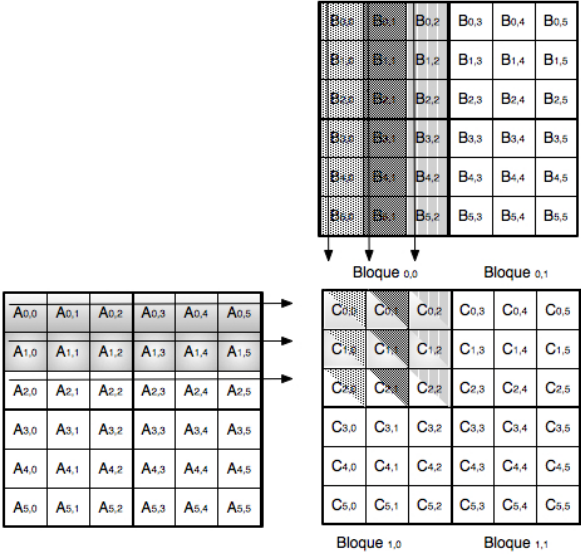 B0,0 B0,1 B0,2 B0,3 B0,4 B0,5
B1,0 B1,1 B1,2 B1,3 B1,4 B1,5
B2,0 B2,1 B2,2 B2,3 B2,4 B2,5
B3,0 B3,1 B3,2 B3,3 B3,4 B3,5
B4,0 B4,1 B4,2 B4,3 B4,4 B4,5
B5,0 B5,1 B5,2 B5,3 B5,4 B5,5
Bloque 0,0 Bloque 0,1
A0,0 A0,1 A0,2 A0,3 A0,4 A0,5
A1,0 A1,1 A1,2 A1,3 A1,4 A1,5
A2,0 A2,1 A2,2 A2,3 A2,4 A2,5
A3,0 A3,1 A3,2 A3,3 A3,4 A3,5
A4,0 A4,1 A4,2 A4,3 A4,4 A4,5
A5,0 A5,1 A5,2 A5,3 A5,4 A5,5
C0,0 C0,1 C0,2 C0,3 C0,4 C0,5
C1,0 C1,1 C1,2 C1,3 C1,4 C1,5
C2,0 C2,1 C2,2 C2,3 C2,4 C2,5
C3,0 C3,1 C3,2 C3,3 C3,4 C3,5
C4,0 C4,1 C4,2 C4,3 C4,4 C4,5
C5,0 C5,1 C5,2 C5,3 C5,4 C5,5
Bloque 1,0 Bloque 1,1